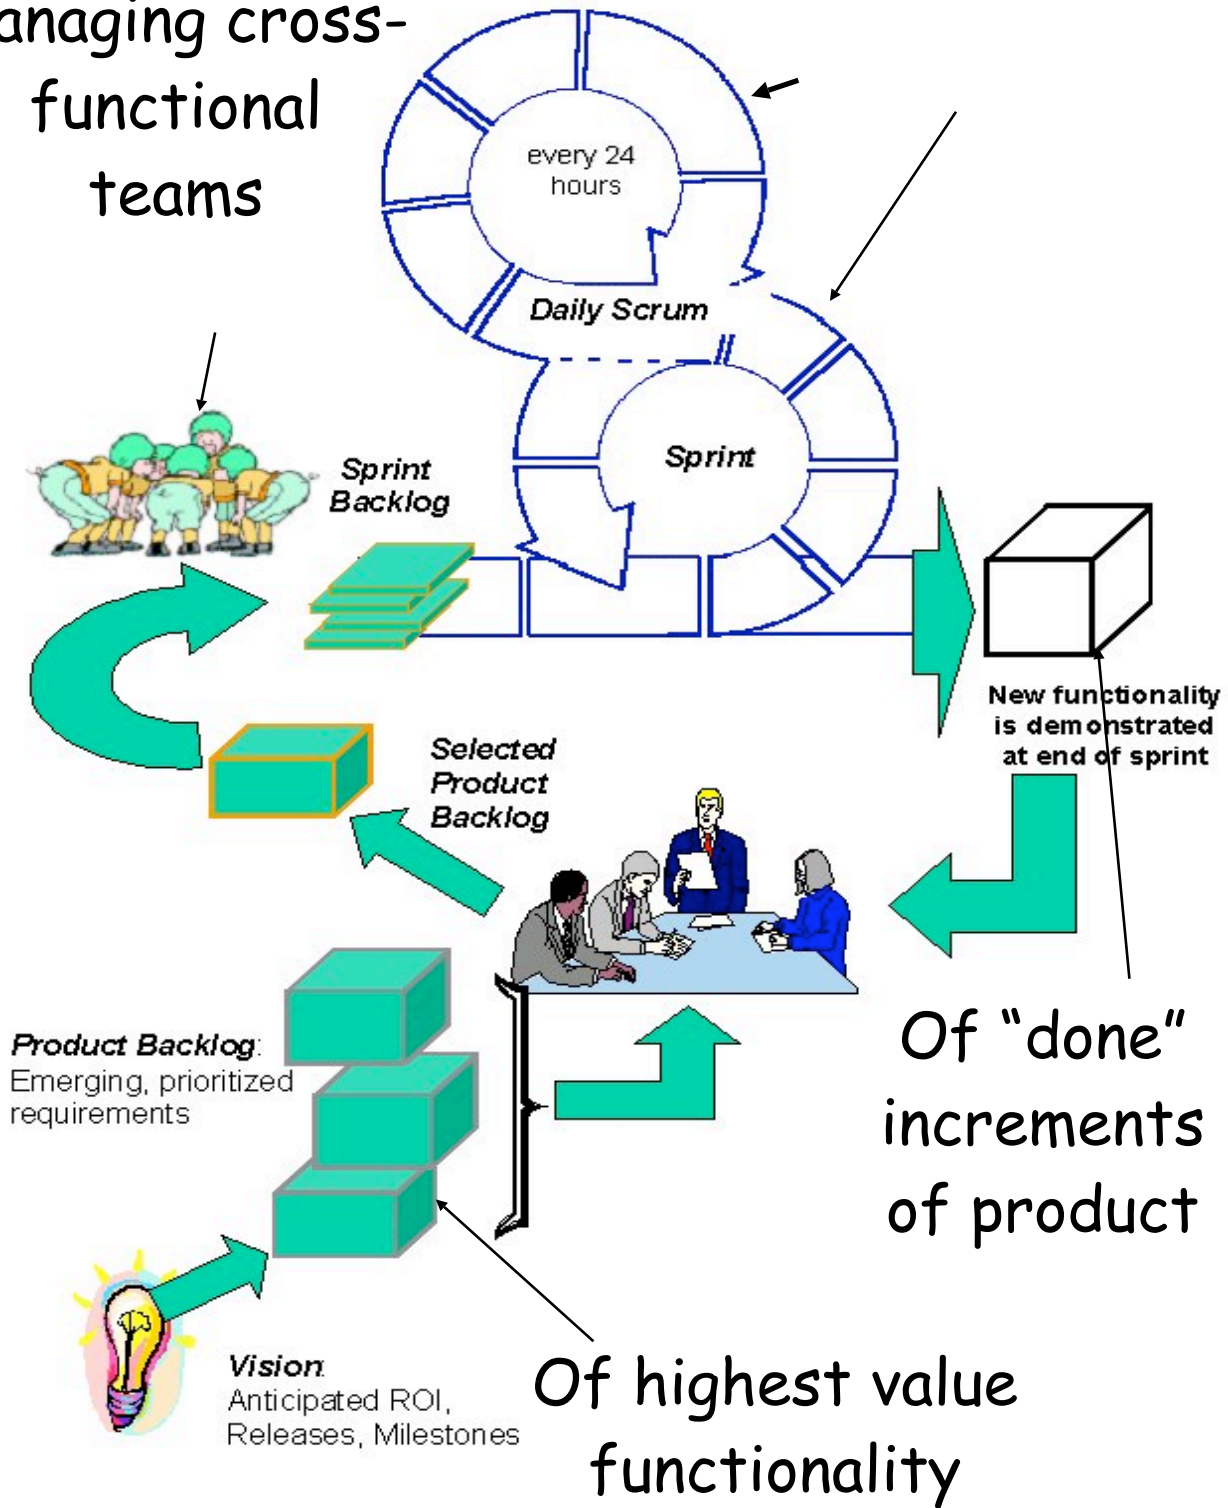 anaging cross-
functional
teams
every 24
hours
Daily Scrum
Sprint
Sprint
Backlog
New functionality
is demonstrated
at end of sprint
Selected
Product
Backlog
Product Backlog:
Emerging, prioritized
requirements
Of “done”
increments
of product
Vision:
Anticipated ROI,
Releases, Milestones
Of highest value
functionality